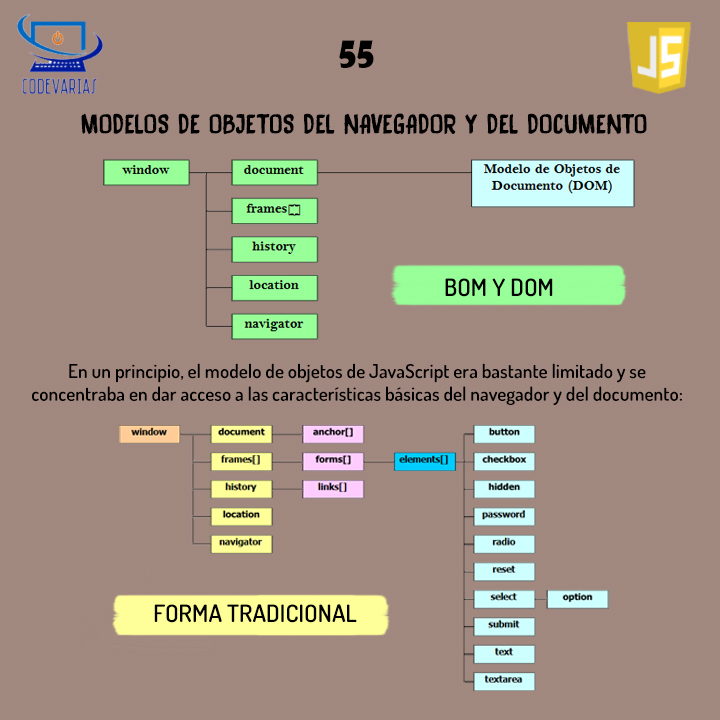 CODEVARIAS
55
JS
MODELOS DE OBJETOS DEL NAVEGADOR Y DEL DOCUMENTO
window
document
Modelo de Objetos de
Documento (DOM)
frames[]
history
location
navigator
BOM Y DOM
En un principio, el modelo de objetos de JavaScript era bastante limitado y se
concentraba en dar acceso a las características básicas del navegador y del documento:
window
document
anchor[]
button
frames[]
forms[]
elements[]
checkbox
history
links[]
hidden
location
password
navigator
radio
reset
select
option
submit
text
textarea
FORMA TRADICIONAL